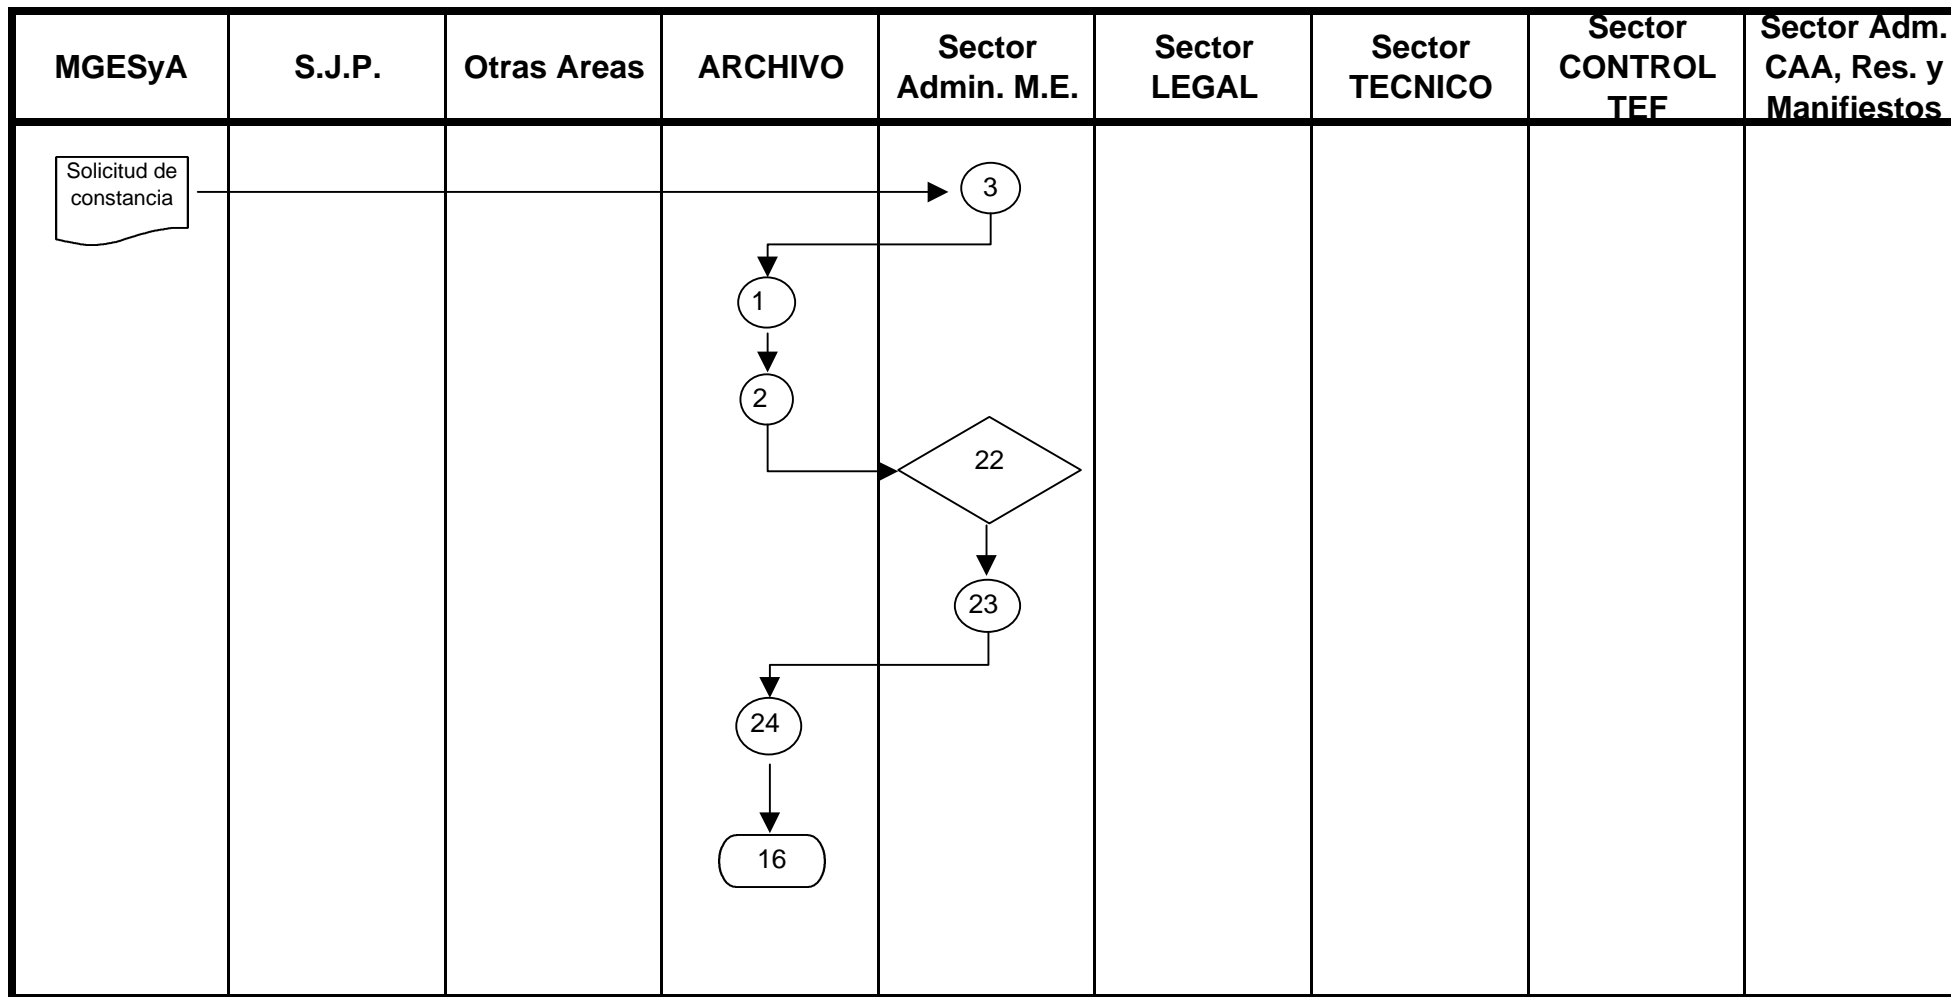 MGESyA
S.J.P.
Otras Areas
ARCHIVO
Sector
Admin. M.E.
Sector
LEGAL
Sector
TECNICO
Sector
CONTROL
TEF
Sector Adm.
CAA, Res. y
Manifiestos
Solicitud de
constancia
3
1
2
22
23
24
16